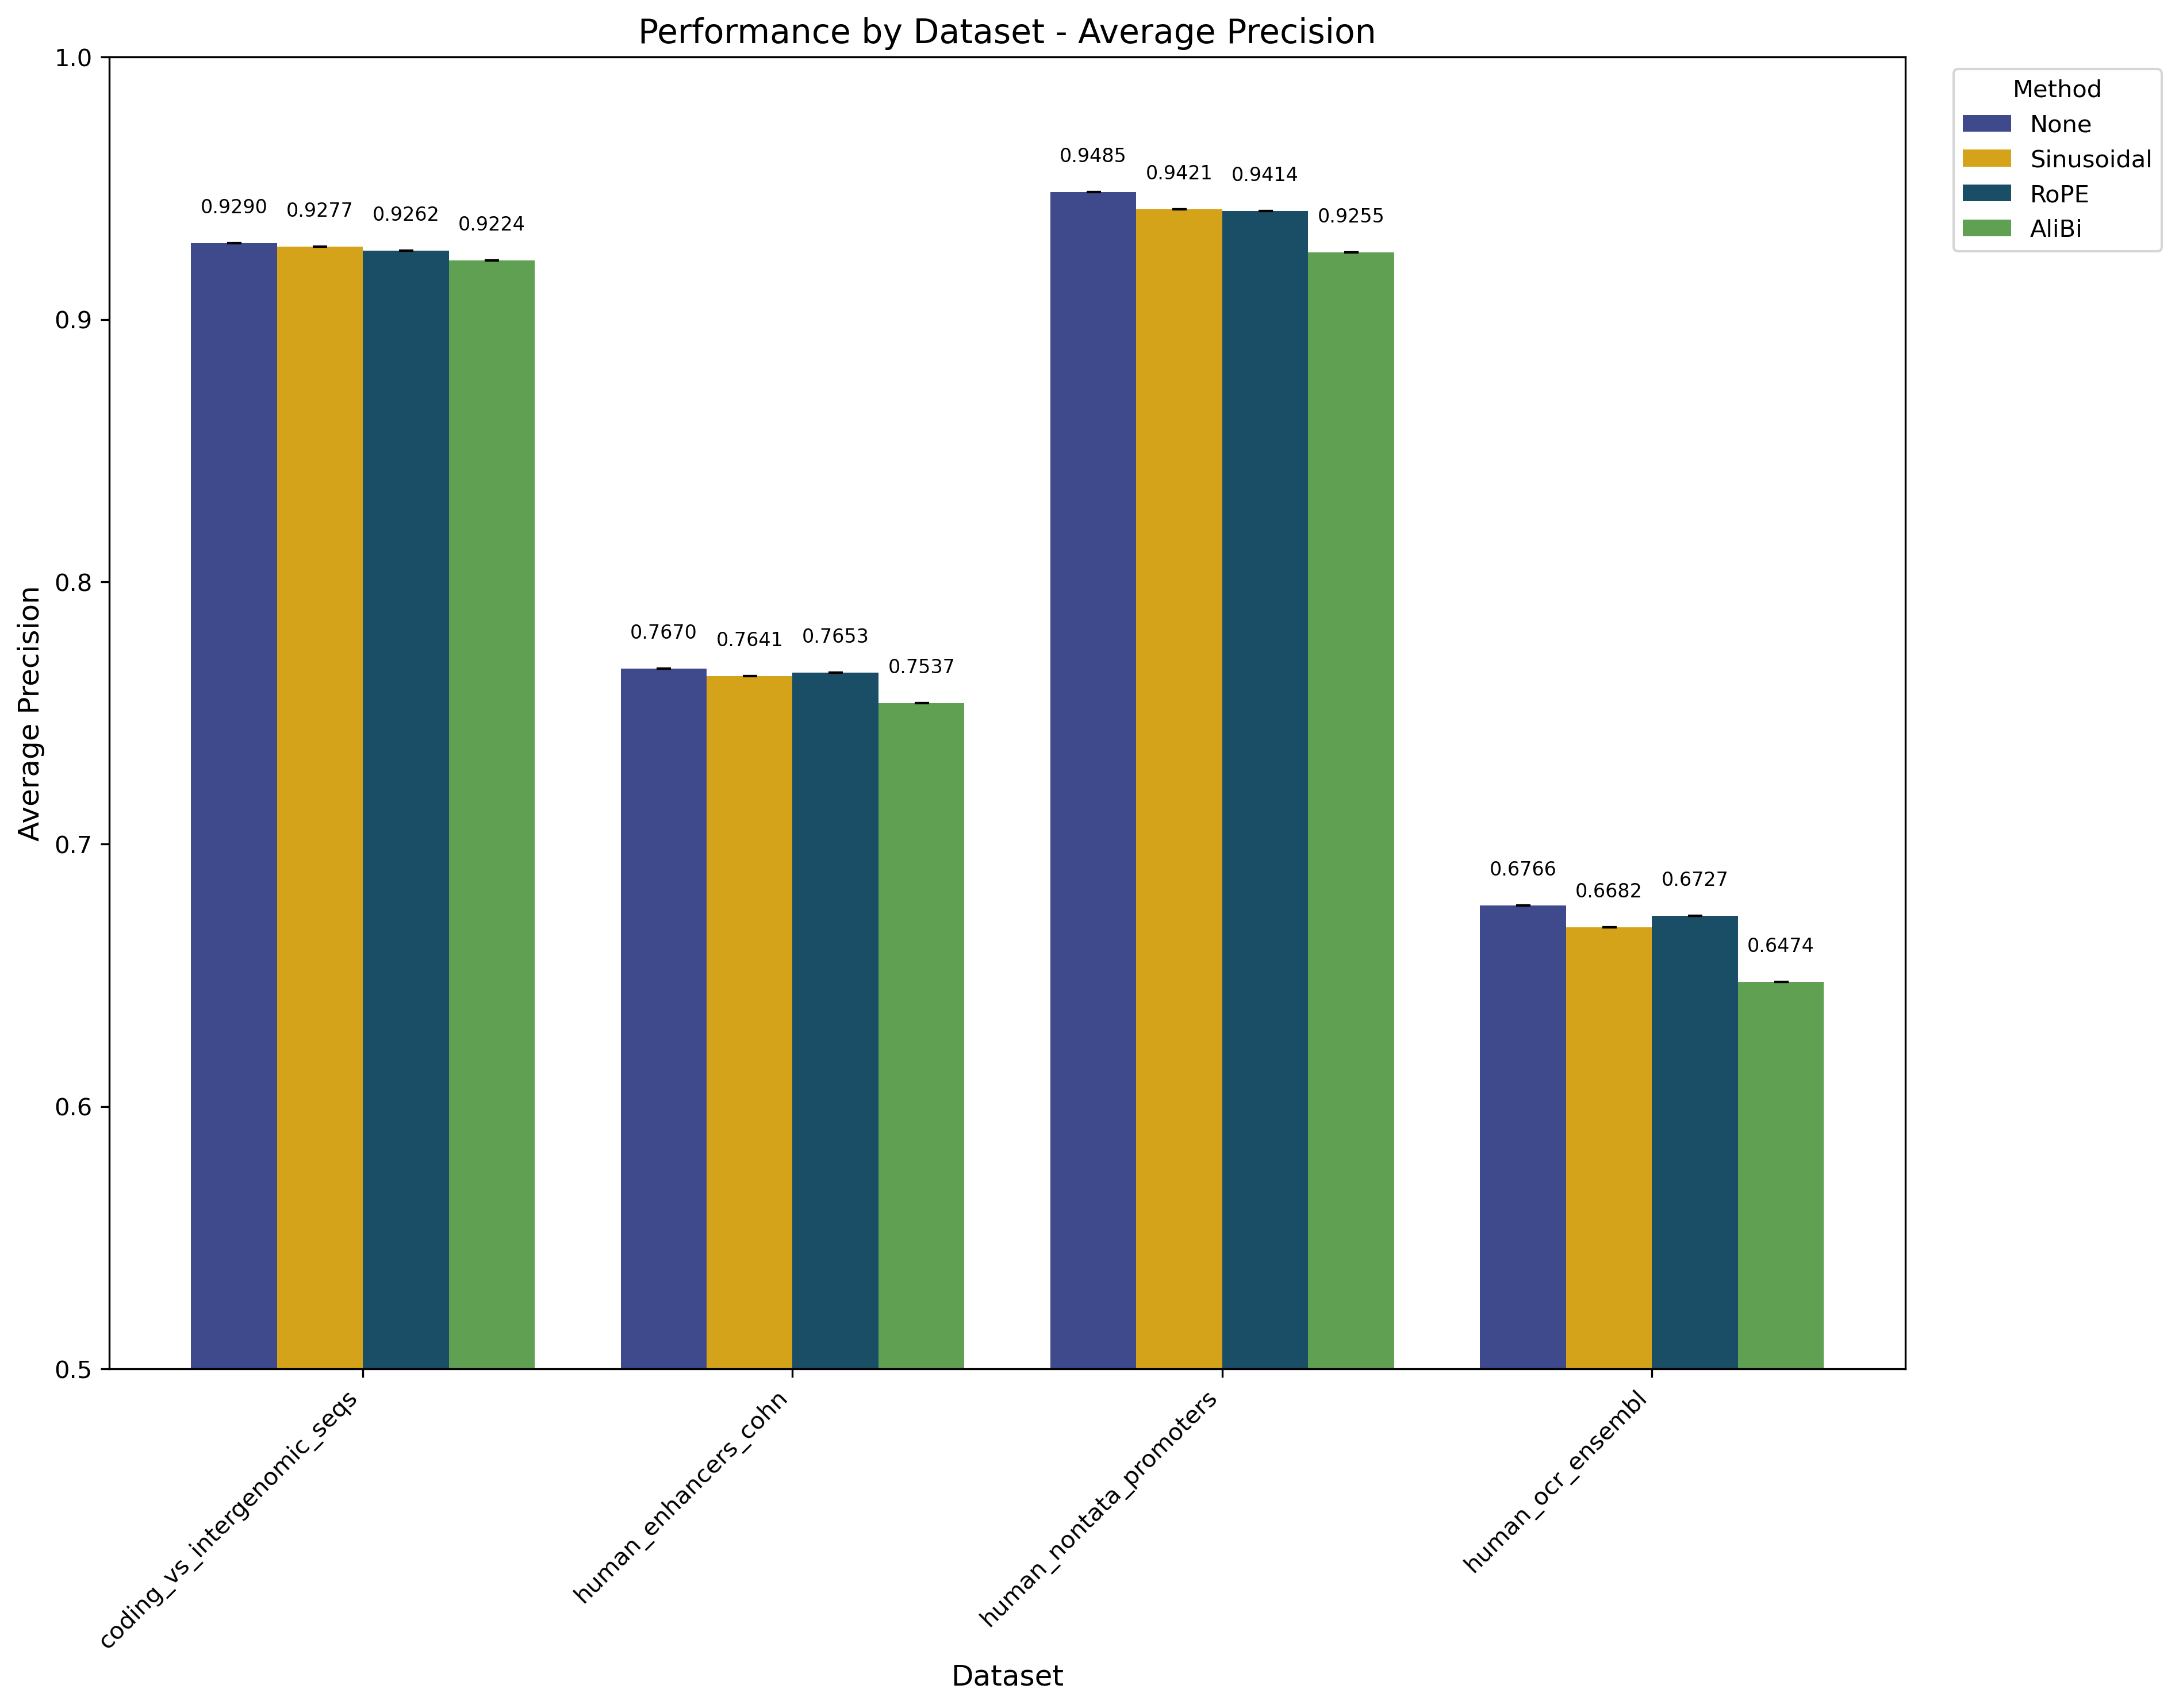 Performance by Dataset - Average Precision
1.0
0.9
0.8
0.7
0.6
0.5
Average Precision
0.9290
0.9277
0.9262
0.9224
0.7670
0.7641
0.7653
0.7537
0.9485
0.9421
0.9414
0.9255
0.6766
0.6682
0.6727
0.6474
coding_vs_intergenomic_seqs
human_enhancers_cohn
human_nontata_promoters
human_ocr_ensembl
Dataset
Method
None
Sinusoidal
RoPE
AliBi